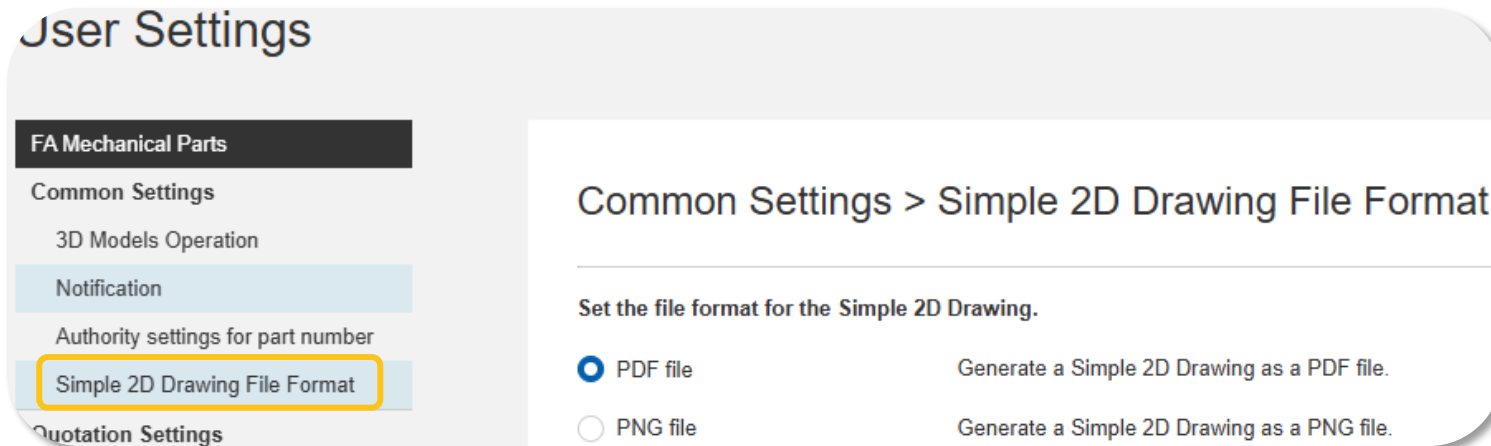 User Settings
FA Mechanical Parts
Common Settings
3D Models Operation
Notification
Authority settings for part number
Simple 2D Drawing File Format
Quotation Settings
Common Settings > Simple 2D Drawing File Format
Set the file format for the Simple 2D Drawing.
PDF file Generate a Simple 2D Drawing as a PDF file.
PNG file Generate a Simple 2D Drawing as a PNG file.